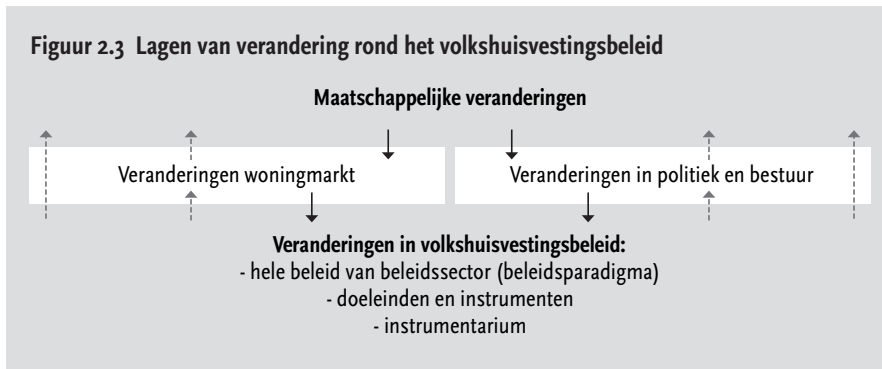 Figuur 2.3 Lagen van verandering rond het volkshuisvestingsbeleid
Maatschappelijke veranderingen
Veranderingen woningmarkt
Veranderingen in politiek en bestuur
Veranderingen in volkshuisvestingsbeleid:
- hele beleid van beleidssector (beleidsparadigma)
- doeleinden en instrumenten
- instrumentarium